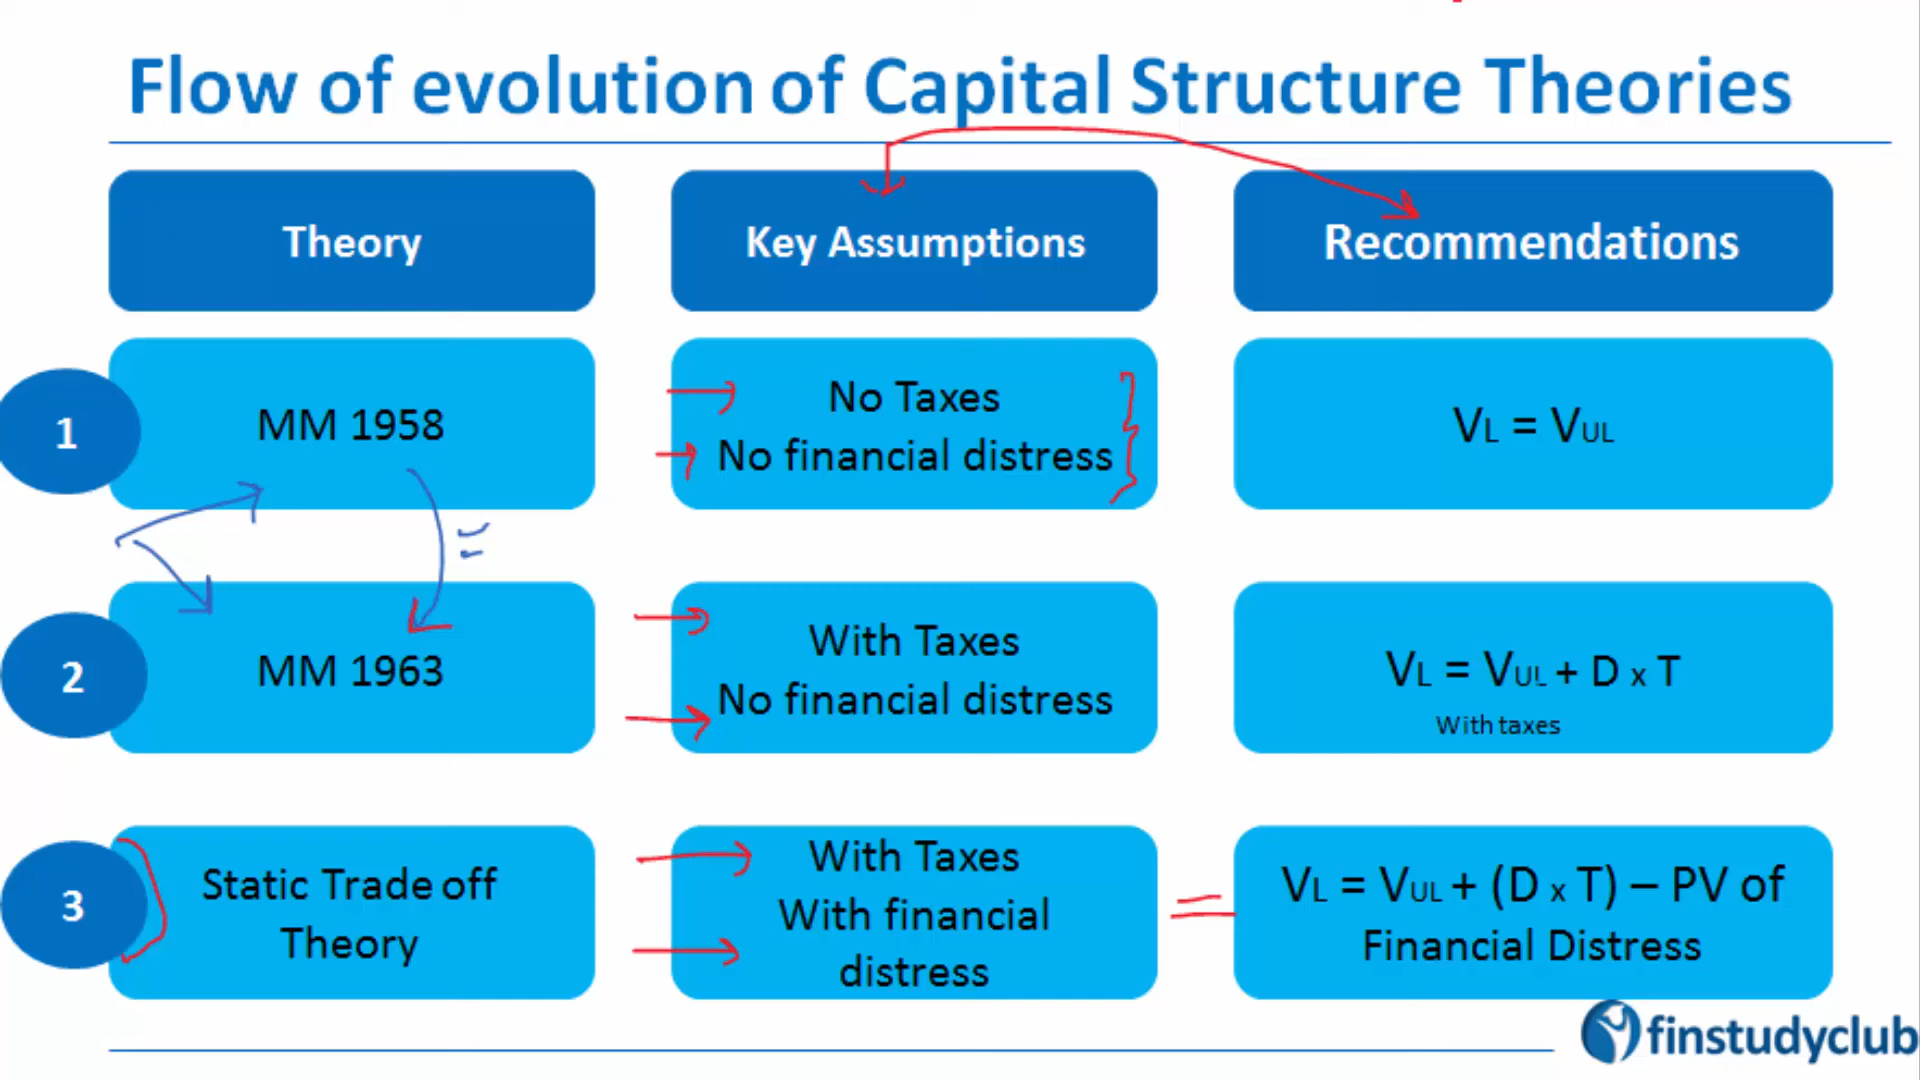 Flow of evolution of Capital Structure Theories
Theory
Key Assumptions
Recommendations
1
MM 1958
No Taxes
No financial distress
VL = VUL
2
MM 1963
With Taxes
No financial distress
VL = VUL + D x T
With taxes
3
Static Trade off
Theory
With Taxes
With financial
distress
VL = VUL + (D x T) – PV of
Financial Distress
finstudyclub